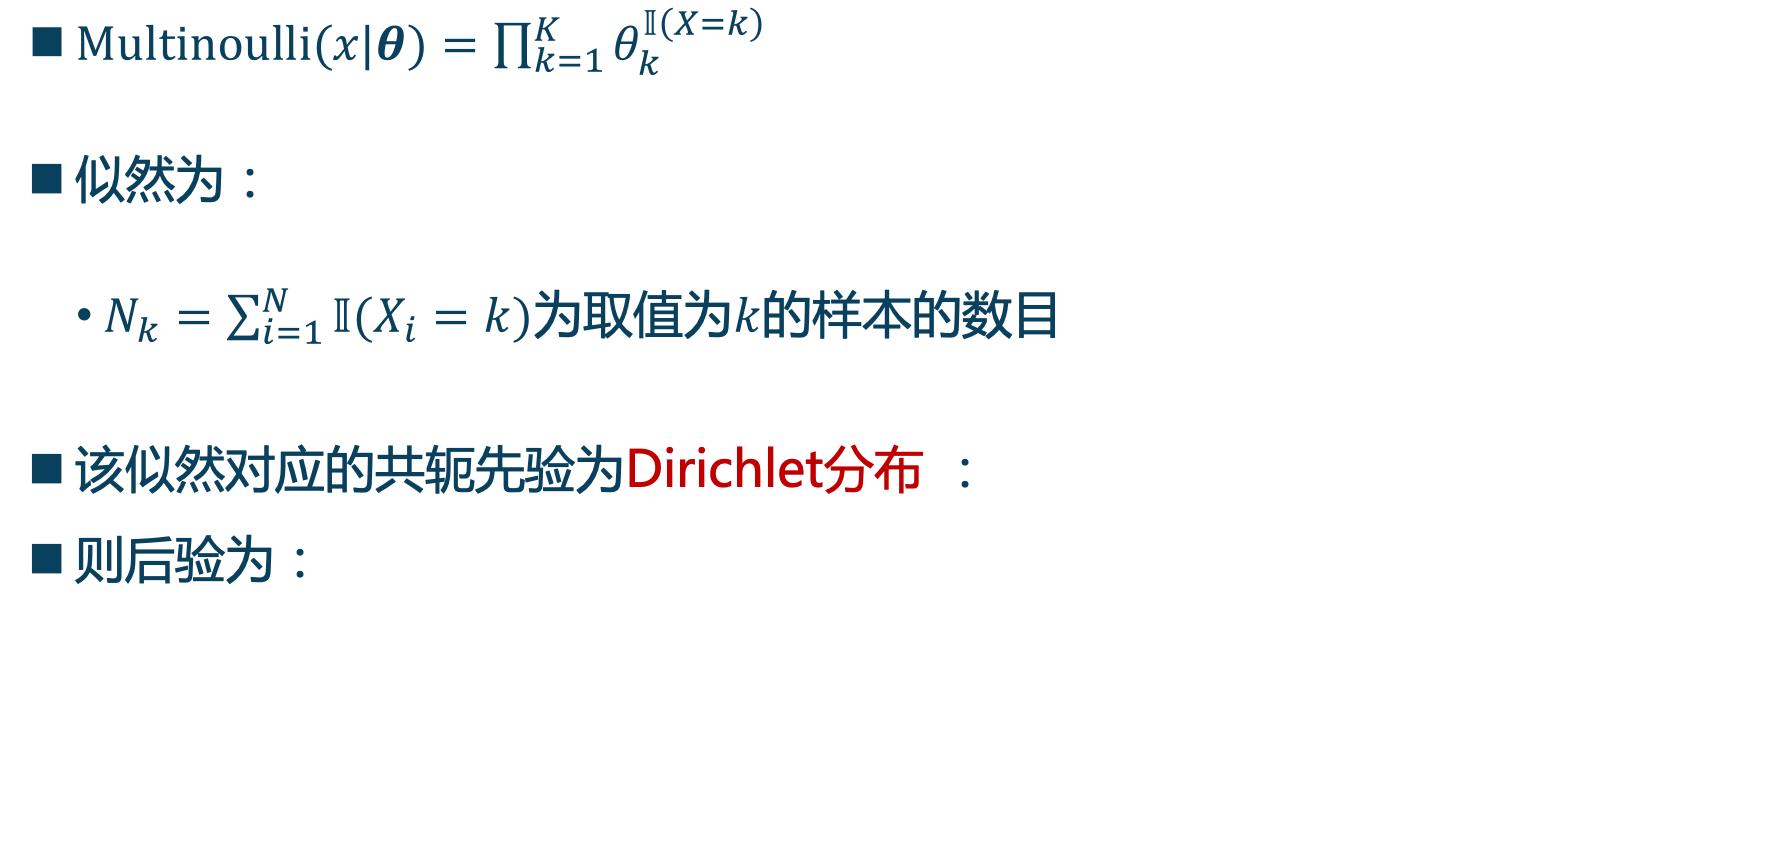 ■ Multinoulli(x|𝜽) = ∏_{k=1}^{K} θ_k^{𝕀(X=k)}
■ 似然为：
• N_k = ∑_{i=1}^{N} 𝕀(X_i = k)为取值为k的样本的数目
■ 该似然对应的共轭先验为Dirichlet分布 ：
■ 则后验为：